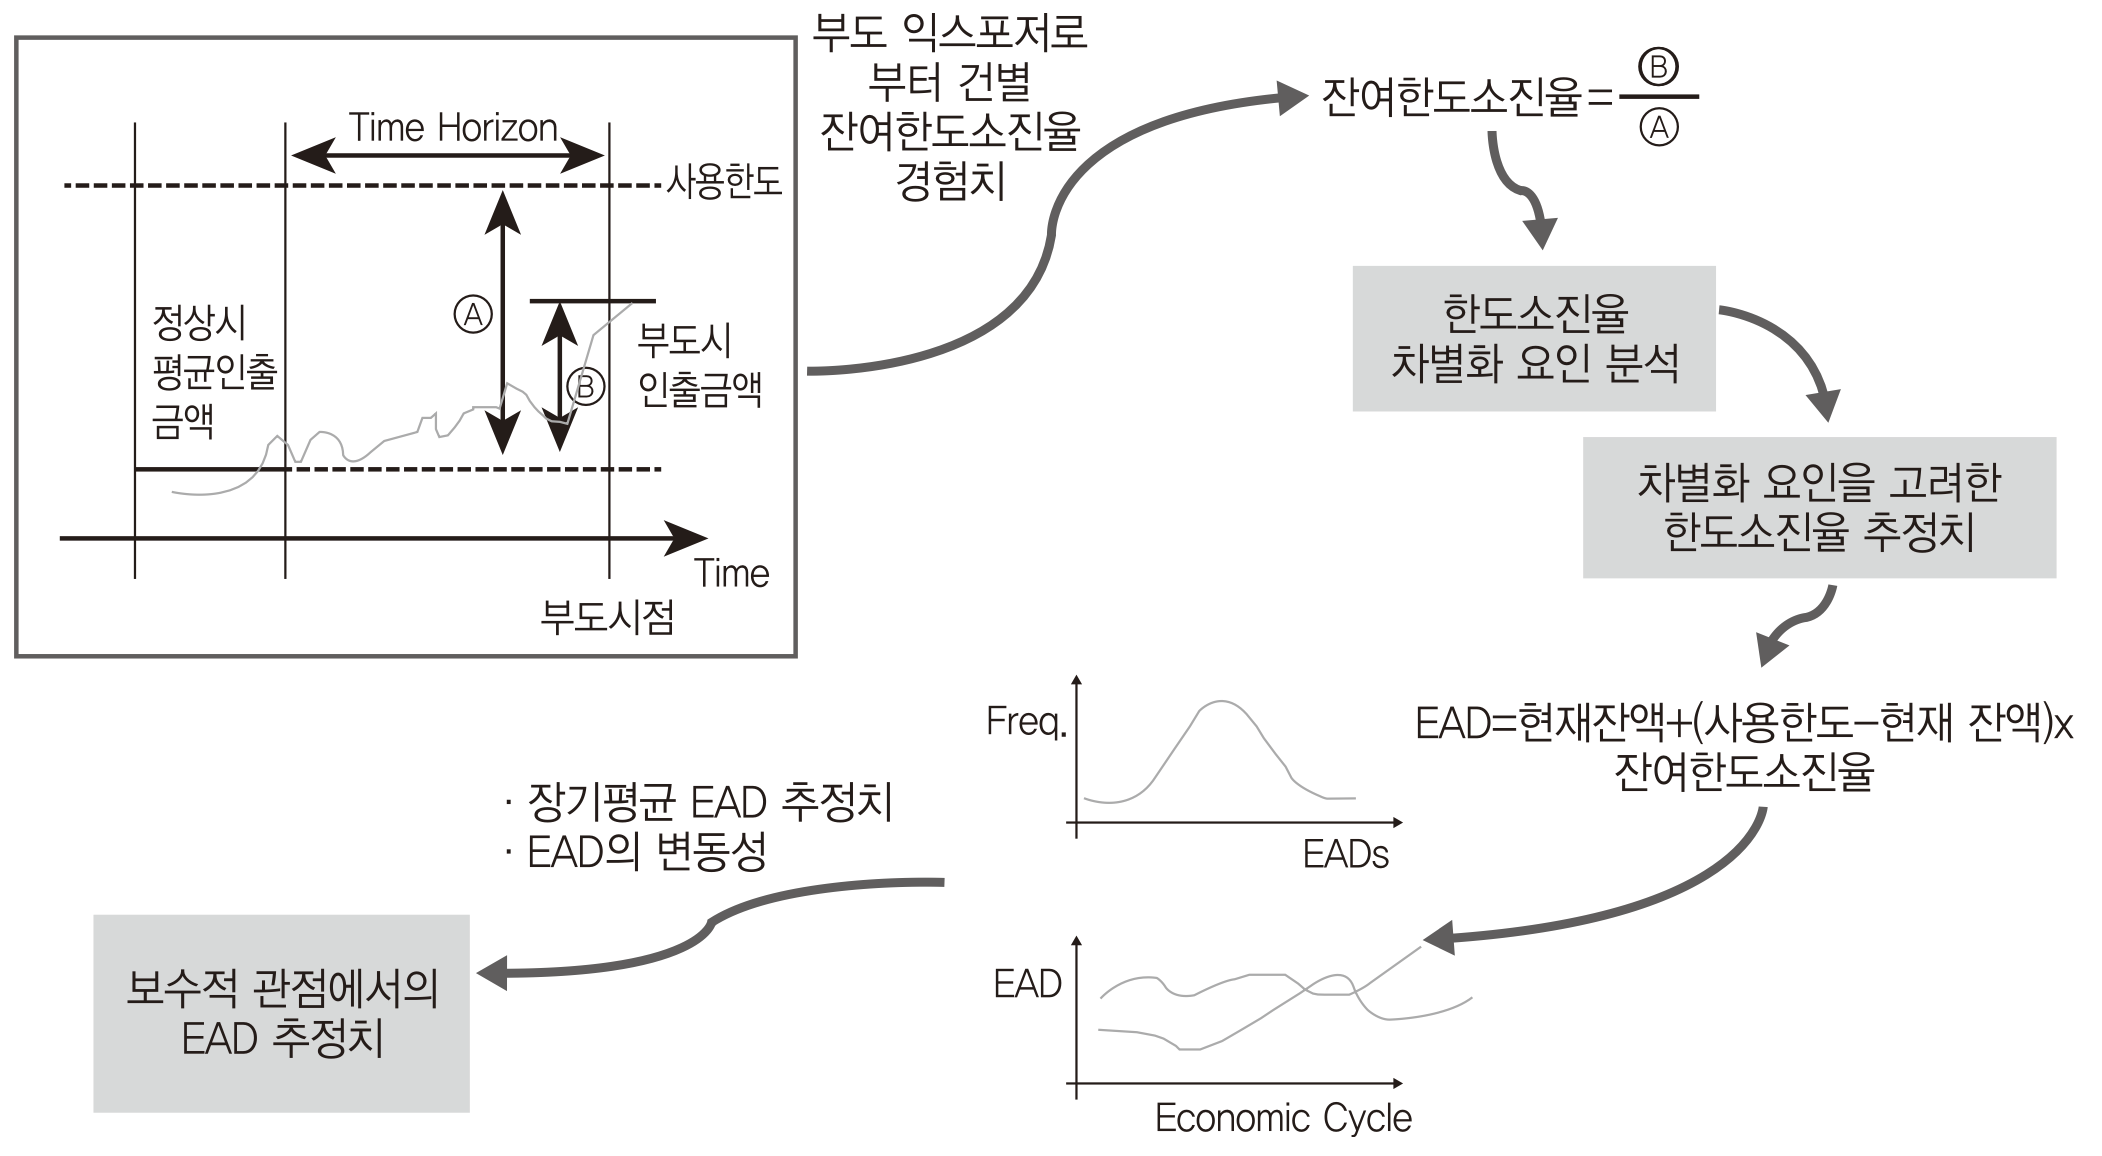 Time Horizon
사용한도
Ⓐ
Ⓑ
정상시
평균인출
금액
부도시
인출금액
Time
부도시점
부도 익스포저로
부터 건별
잔여한도소진율
경험치
잔여한도소진율=Ⓑ
Ⓐ
한도소진율
차별화 요인 분석
차별화 요인을 고려한
한도소진율 추정치
EAD=현재잔액+(사용한도-현재 잔액)x
잔여한도소진율
Freq.
EADs
EAD
Economic Cycle
· 장기평균 EAD 추정치
· EAD의 변동성
보수적 관점에서의
EAD 추정치